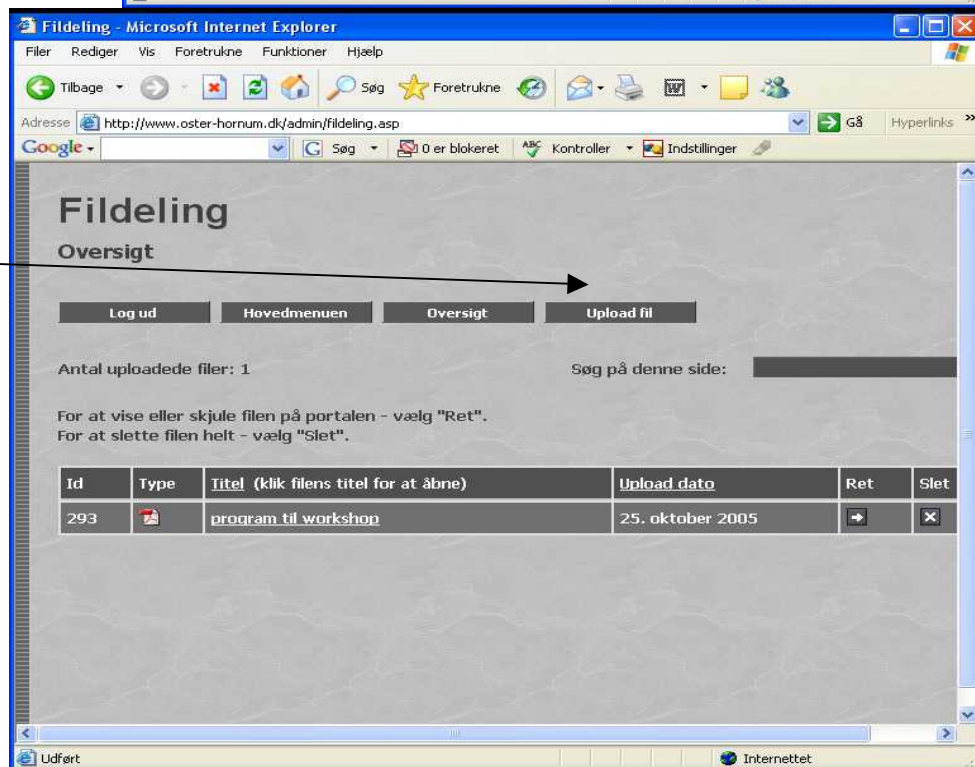 Fildeling - Microsoft Internet Explorer
Filer Rediger Vis Foretrukne Funktioner Hjælp
Tilbage Søg Foretrukne
Adresse http://www.oster-hornum.dk/admin/fildeling.asp Gå Hyperlinks »
Google Søg 0 er blokeret ABC Kontroller Indstillinger
Fildeling
Oversigt
Log ud Hovedmenuen Oversigt Upload fil
Antal uploadede filer: 1 Søg på denne side:
For at vise eller skjule filen på portalen - vælg "Ret".
For at slette filen helt - vælg "Slet".
Id Type Titel (klik filens titel for at åbne) Upload dato Ret Slet
293 program til workshop 25. oktober 2005
Udført Internettet